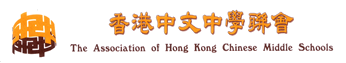 香港中文中學聯會
The Association of Hong Kong Chinese Middle Schools